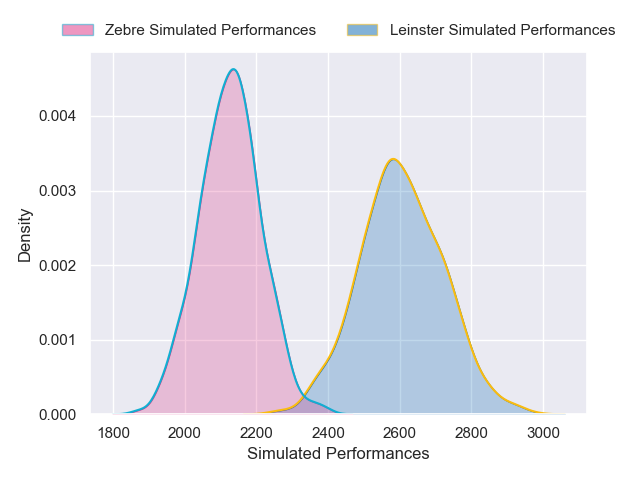 Zebre Simulated Performances
Leinster Simulated Performances
0.004
0.003
0.002
0.001
0.000
Density
1800 2000 2200 2400 2600 2800 3000
Simulated Performances